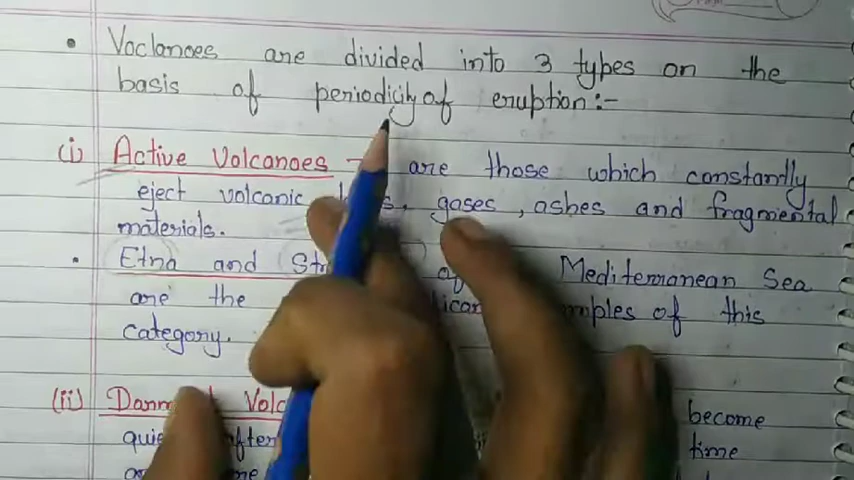 • Voclanoes are divided into 3 types on the
basis of periodicity of eruption :-
(i) Active Volcanoes - are those which constantly
eject volcanic gases, ashes and fragmental
materials.
• Etna and Mediterranean Sea
are the of this
category.
(ii) become
time